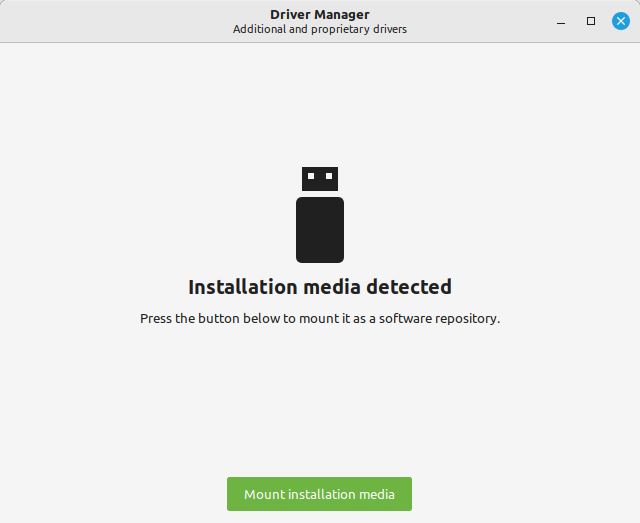 Driver Manager
Additional and proprietary drivers
Installation media detected
Press the button below to mount it as a software repository.
Mount installation media